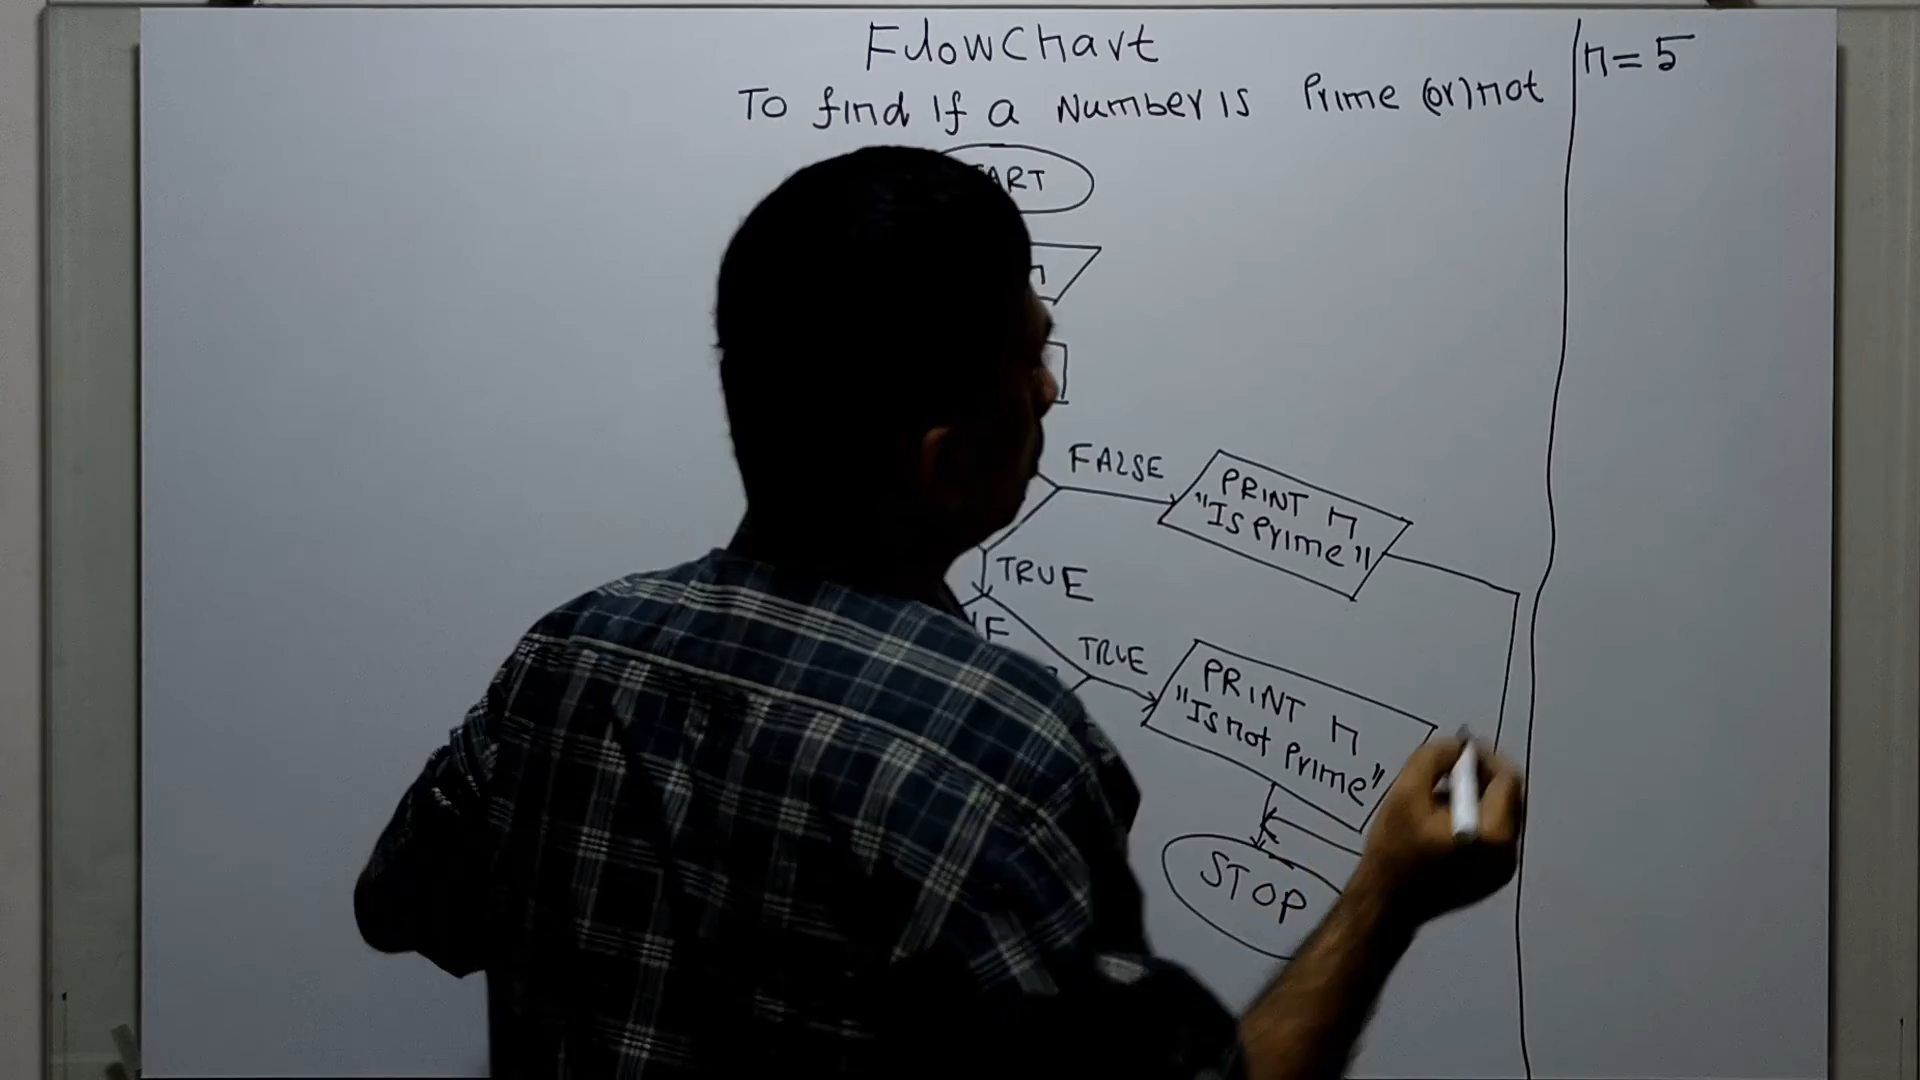 FlowChart
To find If a Number Is Prime (or) not
n = 5
n
FALSE
PRINT n
"Is Prime"
TRUE
IF
TRUE
PRINT n
"Is not Prime"
STOP